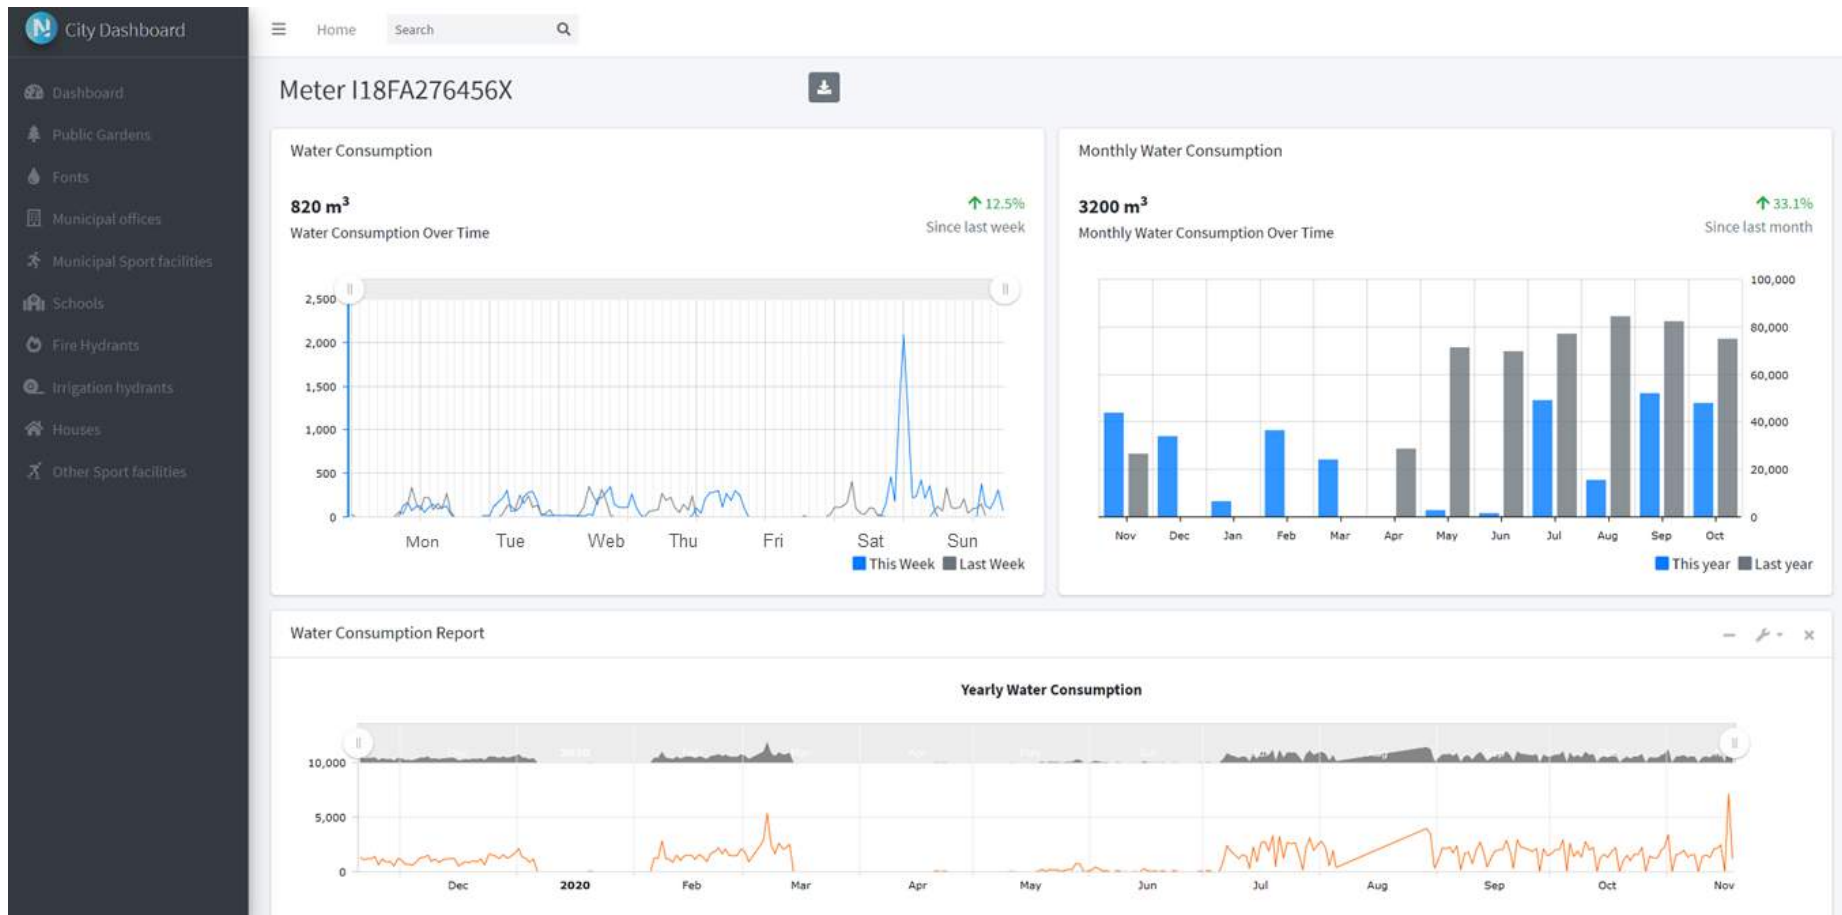 City Dashboard
Home
Search
Dashboard
Public Gardens
Fonts
Municipal offices
Municipal Sport facilities
Schools
Fire Hydrants
Irrigation hydrants
Houses
Other Sport facilities
Meter I18FA276456X
Water Consumption
820 m³
12.5%
Water Consumption Over Time
Since last week
2,500
2,000
1,500
1,000
500
0
Mon Tue Web Thu Fri Sat Sun
This Week Last Week
Monthly Water Consumption
3200 m³
33.1%
Monthly Water Consumption Over Time
Since last month
100,000
80,000
60,000
40,000
20,000
0
Nov Dec Jan Feb Mar Apr May Jun Jul Aug Sep Oct
This year Last year
Water Consumption Report
Yearly Water Consumption
10,000
5,000
0
Dec 2020 Feb Mar Apr May Jun Jul Aug Sep Oct Nov